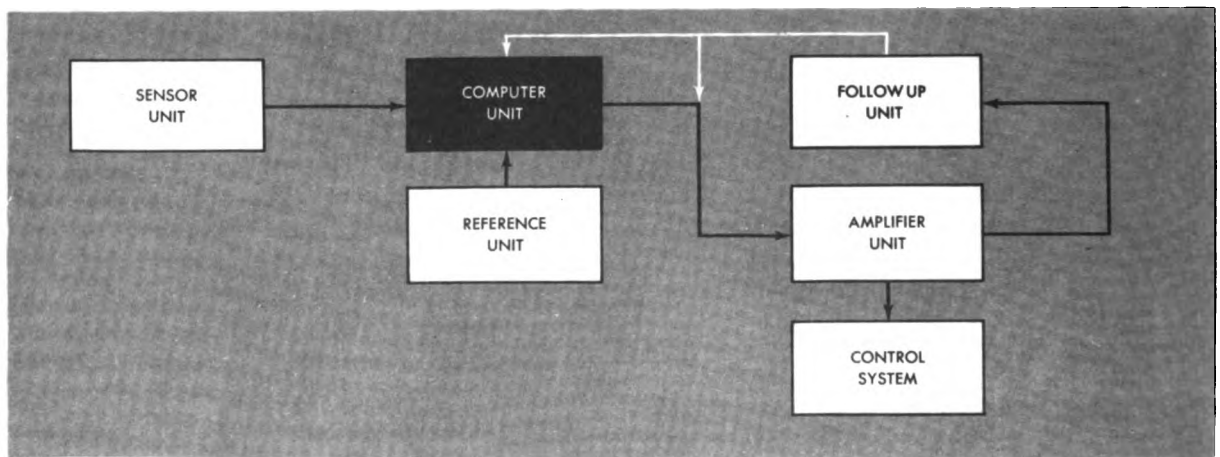 SENSOR
UNIT
COMPUTER
UNIT
FOLLOW UP
UNIT
REFERENCE
UNIT
AMPLIFIER
UNIT
CONTROL
SYSTEM